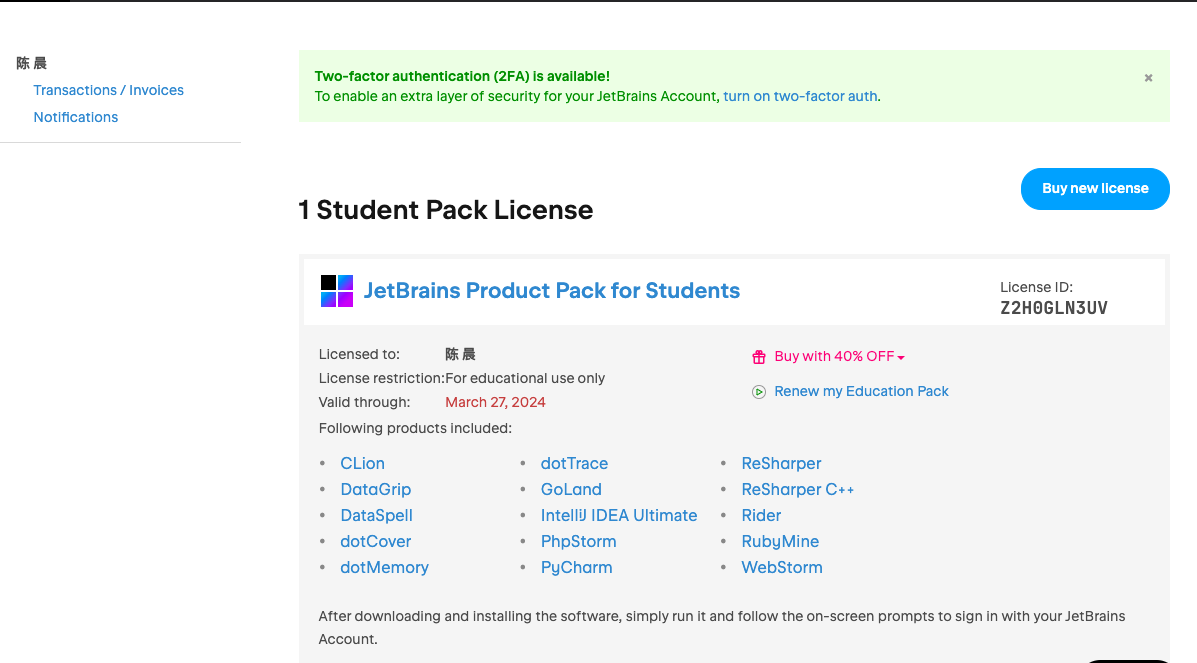 陈 晨
Transactions / Invoices
Notifications
Two-factor authentication (2FA) is available!
To enable an extra layer of security for your JetBrains Account, turn on two-factor auth.
×
Buy new license
1 Student Pack License
JetBrains Product Pack for Students
License ID:
Z2H0GLN3UV
Licensed to: 陈 晨
License restriction:For educational use only
Valid through: March 27, 2024
Following products included:
Buy with 40% OFF
Renew my Education Pack
• CLion
• DataGrip
• DataSpell
• dotCover
• dotMemory
• dotTrace
• GoLand
• IntelliJ IDEA Ultimate
• PhpStorm
• PyCharm
• ReSharper
• ReSharper C++
• Rider
• RubyMine
• WebStorm
After downloading and installing the software, simply run it and follow the on-screen prompts to sign in with your JetBrains
Account.